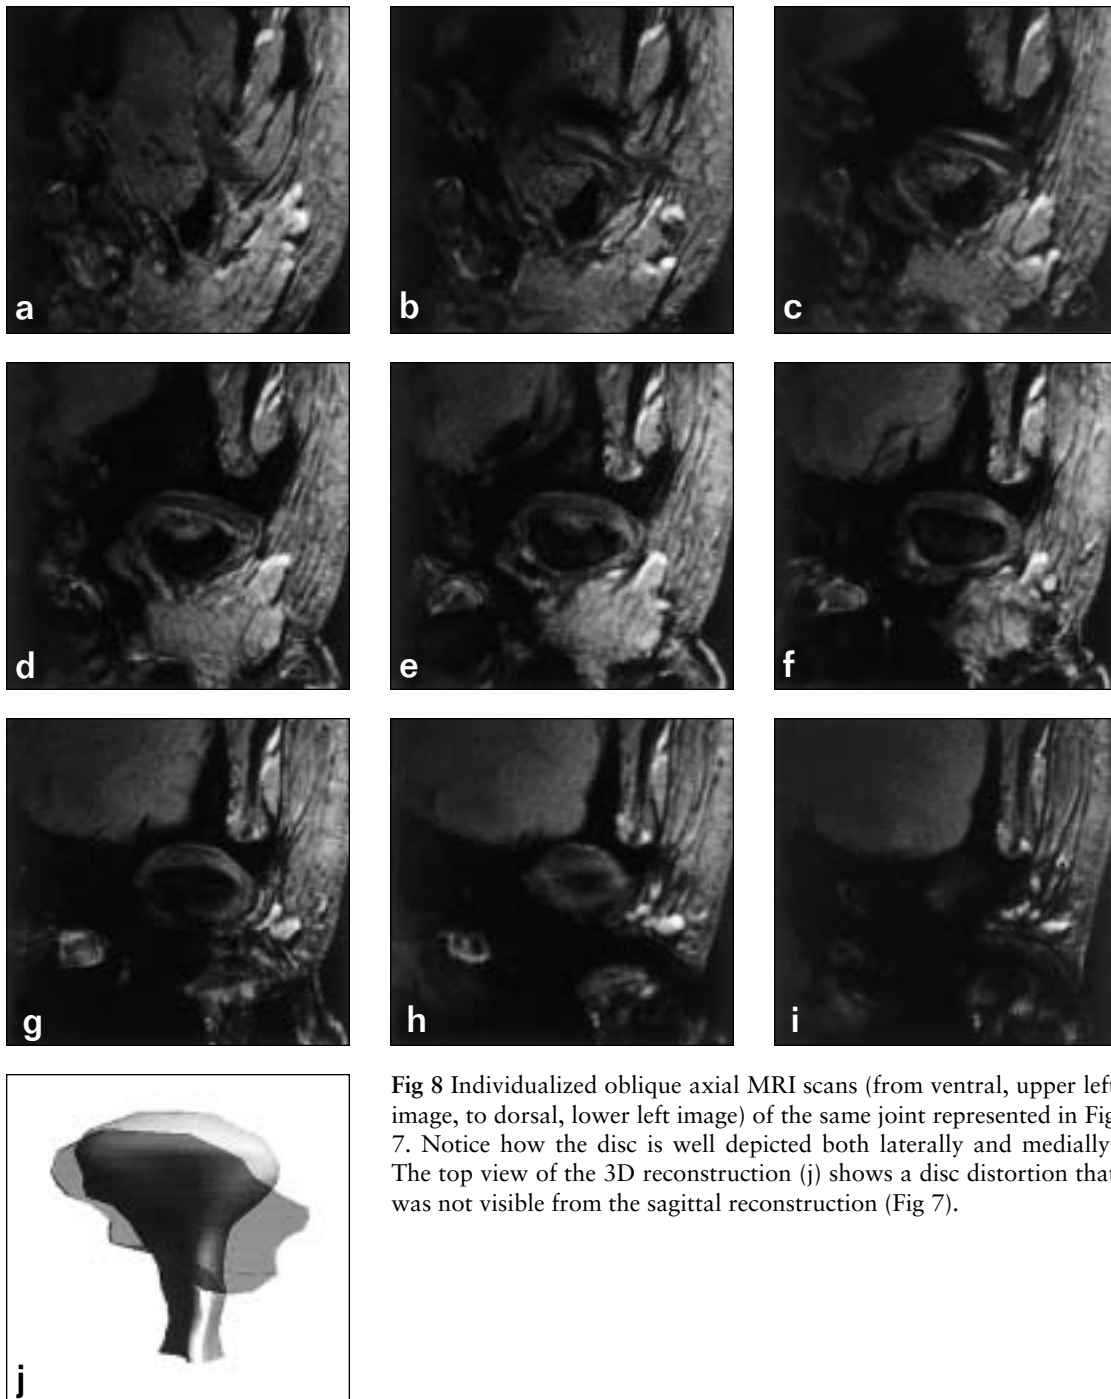 a
b
c
d
e
f
g
h
i
j
Fig 8 Individualized oblique axial MRI scans (from ventral, upper left
image, to dorsal, lower left image) of the same joint represented in Fig
7. Notice how the disc is well depicted both laterally and medially
The top view of the 3D reconstruction (j) shows a disc distortion that
was not visible from the sagittal reconstruction (Fig 7).